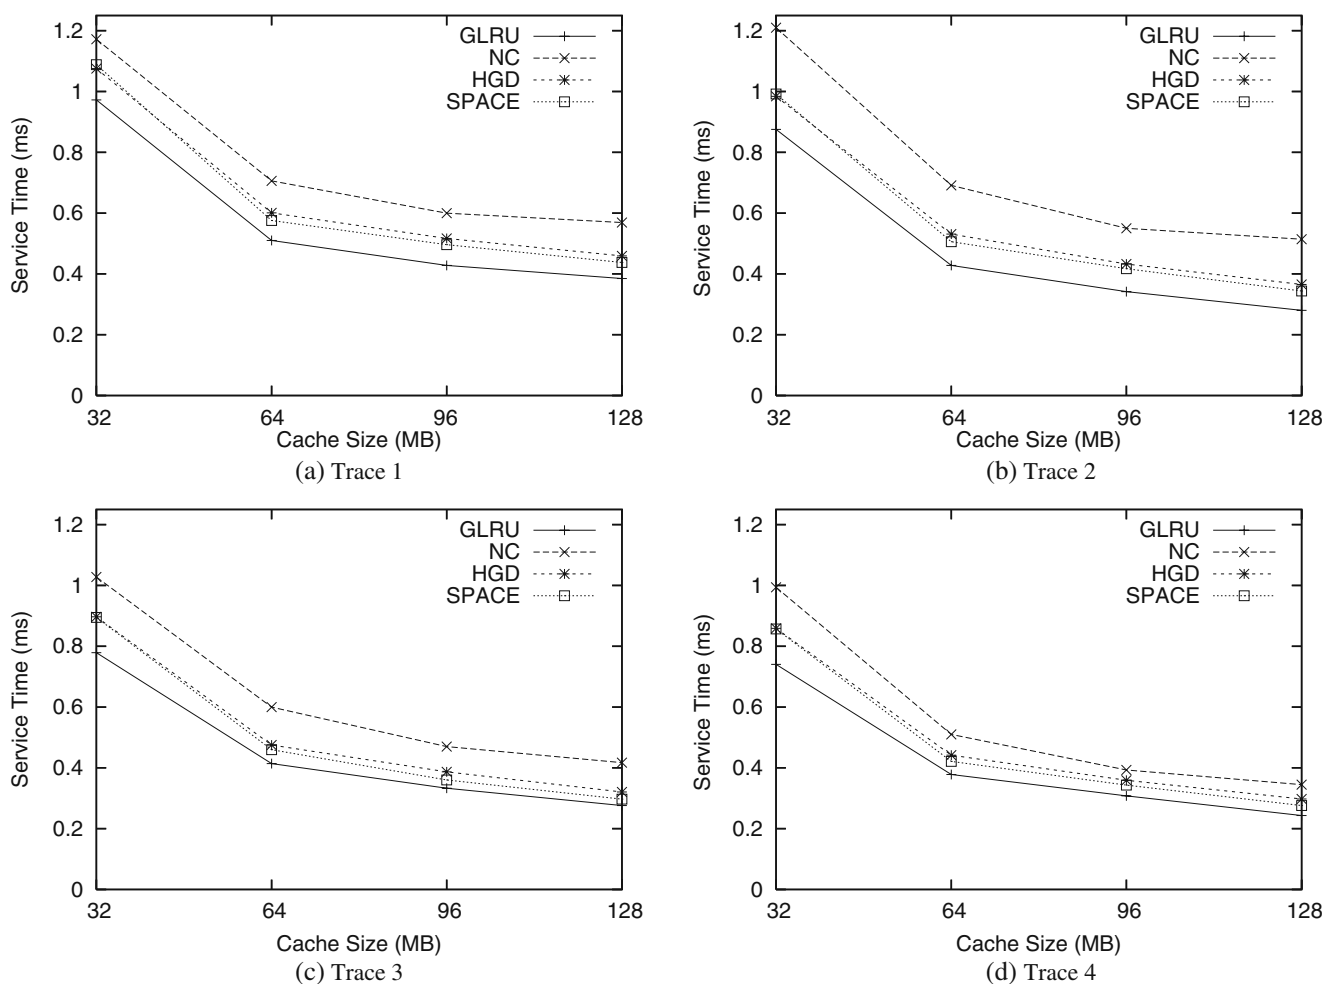 1.2
1
0.8
0.6
0.4
0.2
0
Service Time (ms)
GLRU
NC
HGD
SPACE
32 64 96 128
Cache Size (MB)
(a) Trace 1
1.2
1
0.8
0.6
0.4
0.2
0
Service Time (ms)
GLRU
NC
HGD
SPACE
32 64 96 128
Cache Size (MB)
(b) Trace 2
1.2
1
0.8
0.6
0.4
0.2
0
Service Time (ms)
GLRU
NC
HGD
SPACE
32 64 96 128
Cache Size (MB)
(c) Trace 3
1.2
1
0.8
0.6
0.4
0.2
0
Service Time (ms)
GLRU
NC
HGD
SPACE
32 64 96 128
Cache Size (MB)
(d) Trace 4